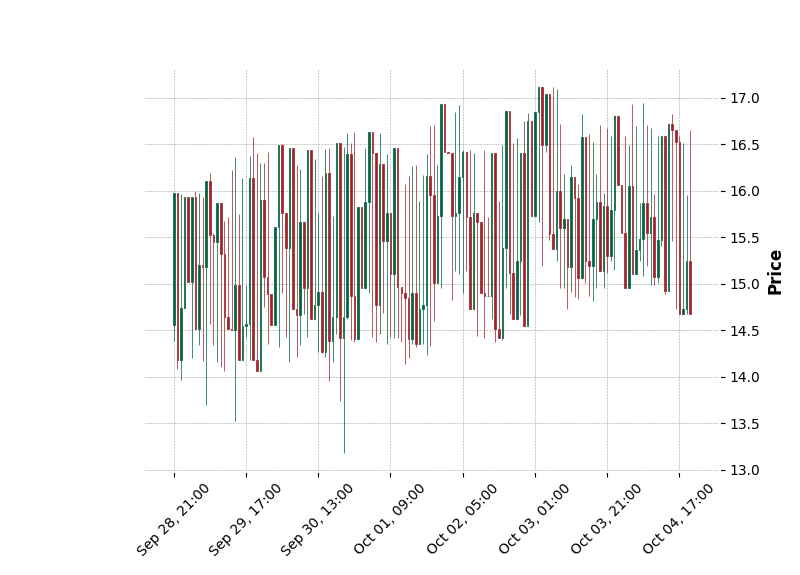 17.0
16.5
16.0
15.5
15.0
14.5
14.0
13.5
13.0
Price
Sep 28, 21:00
Sep 29, 17:00
Sep 30, 13:00
Oct 01, 09:00
Oct 02, 05:00
Oct 03, 01:00
Oct 03, 21:00
Oct 04, 17:00